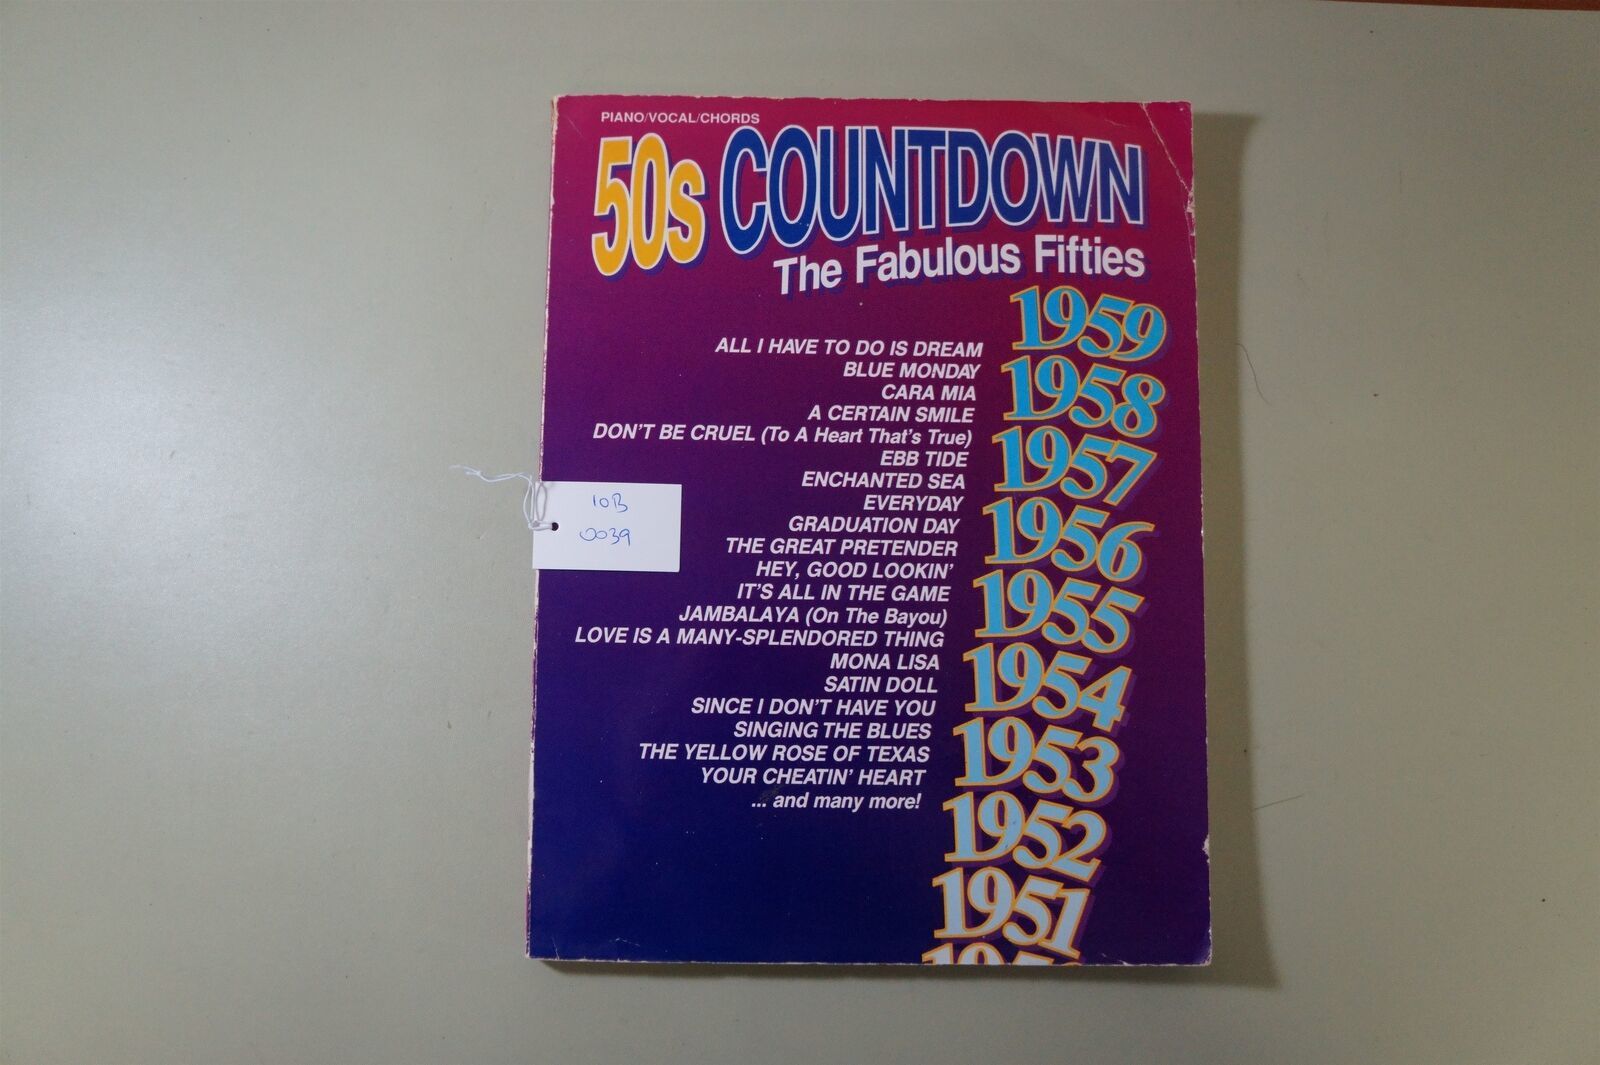 PIANO/VOCAL/CHORDS
50s COUNTDOWN
The Fabulous Fifties
1959
ALL I HAVE TO DO IS DREAM
BLUE MONDAY
1958
CARA MIA
A CERTAIN SMILE
DON'T BE CRUEL (To A Heart That's True)
1957
EBB TIDE
ENCHANTED SEA
EVERYDAY
GRADUATION DAY
1956
THE GREAT PRETENDER
HEY, GOOD LOOKIN'
IT'S ALL IN THE GAME
1955
JAMBALAYA (On The Bayou)
LOVE IS A MANY-SPLENDORED THING
MONA LISA
1954
SATIN DOLL
SINCE I DON'T HAVE YOU
SINGING THE BLUES
THE YELLOW ROSE OF TEXAS
1953
YOUR CHEATIN' HEART
... and many more!
1952
1951
10B
0039